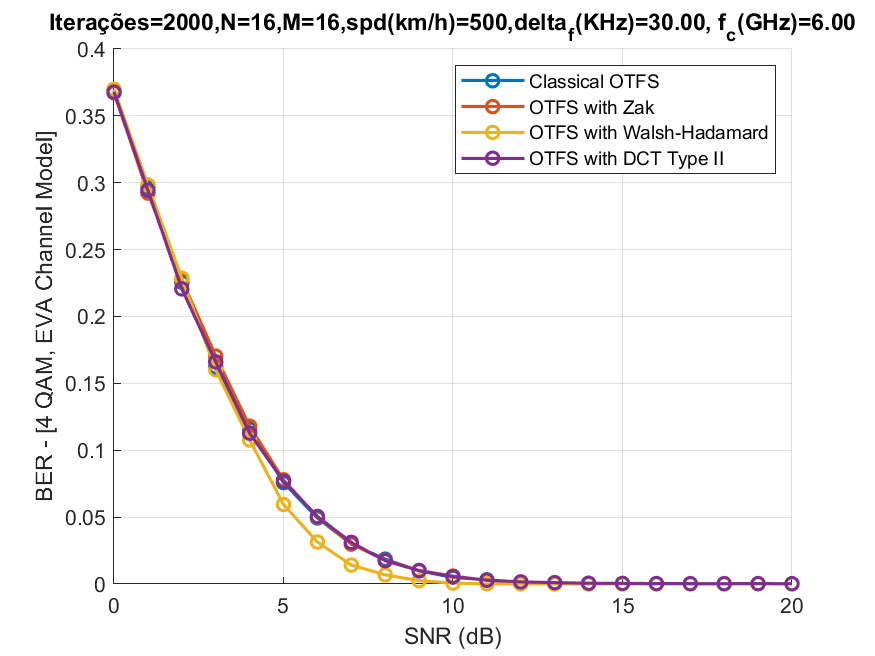 Iterações=2000,N=16,M=16,spd(km/h)=500,delta_f(KHz)=30.00, f_c(GHz)=6.00
Classical OTFS
OTFS with Zak
OTFS with Walsh-Hadamard
OTFS with DCT Type II
BER - [4 QAM, EVA Channel Model]
0.4
0.35
0.3
0.25
0.2
0.15
0.1
0.05
0
0 5 10 15 20
SNR (dB)